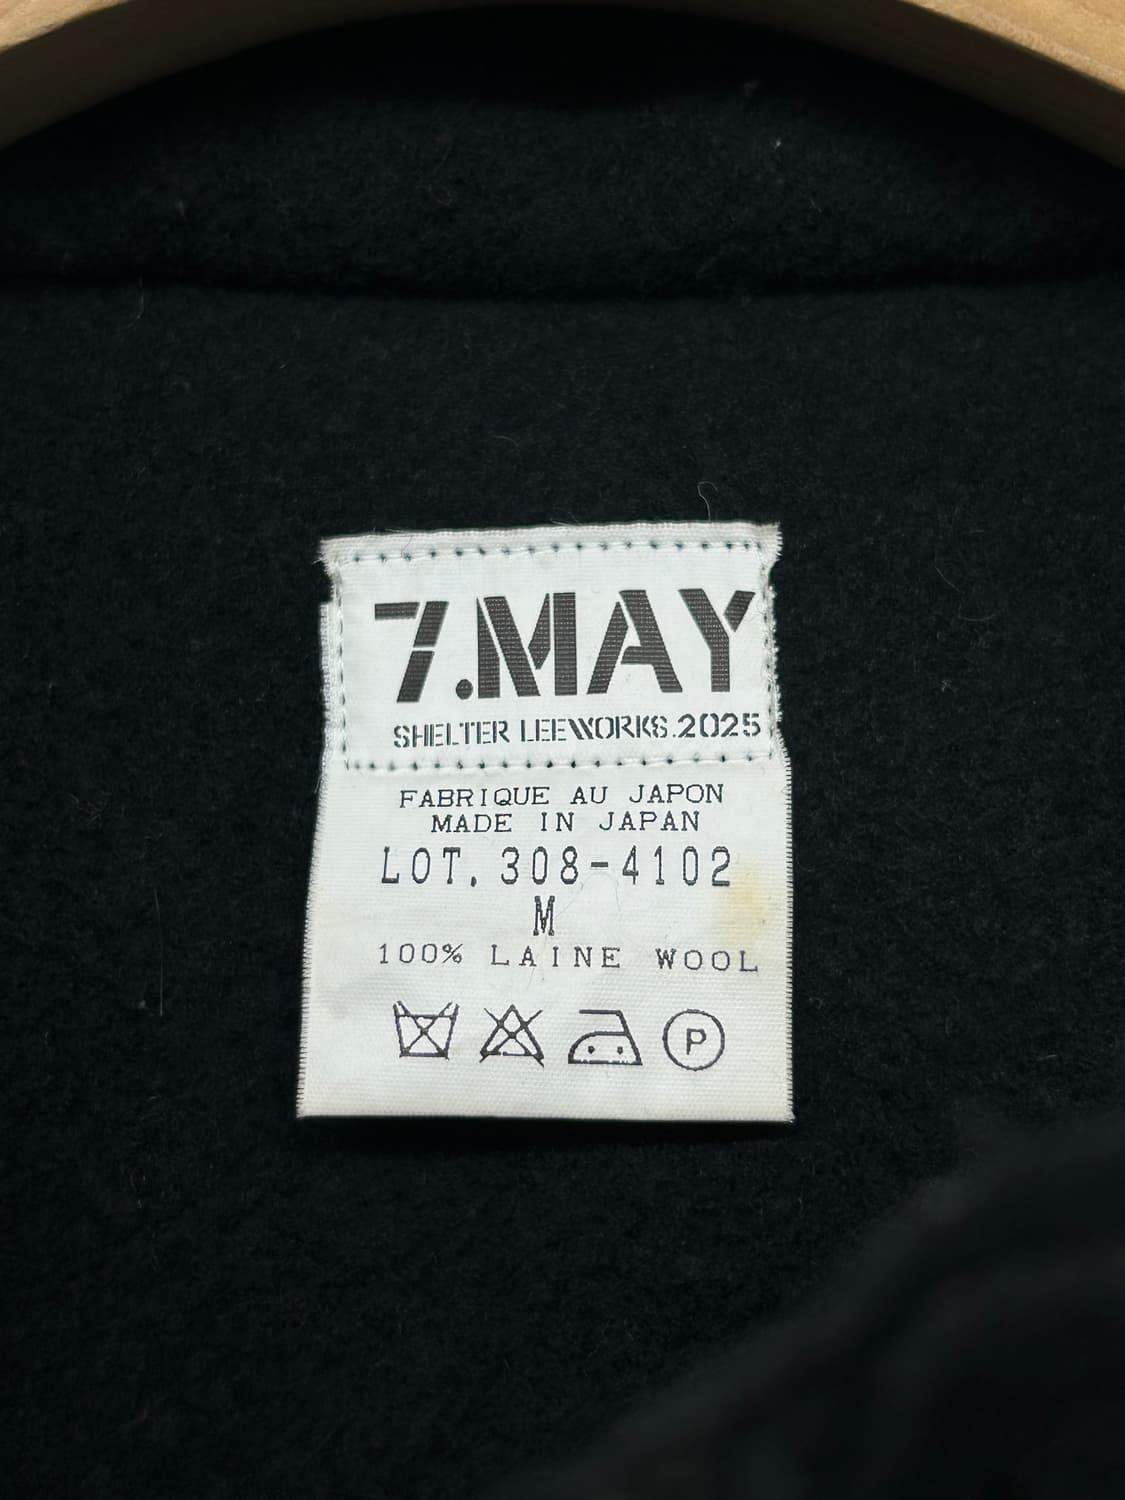 7.MAY
SHELTER LEEWORKS.2025
FABRIQUE AU JAPON
MADE IN JAPAN
LOT. 308-4102
M
100% LAINE WOOL
P